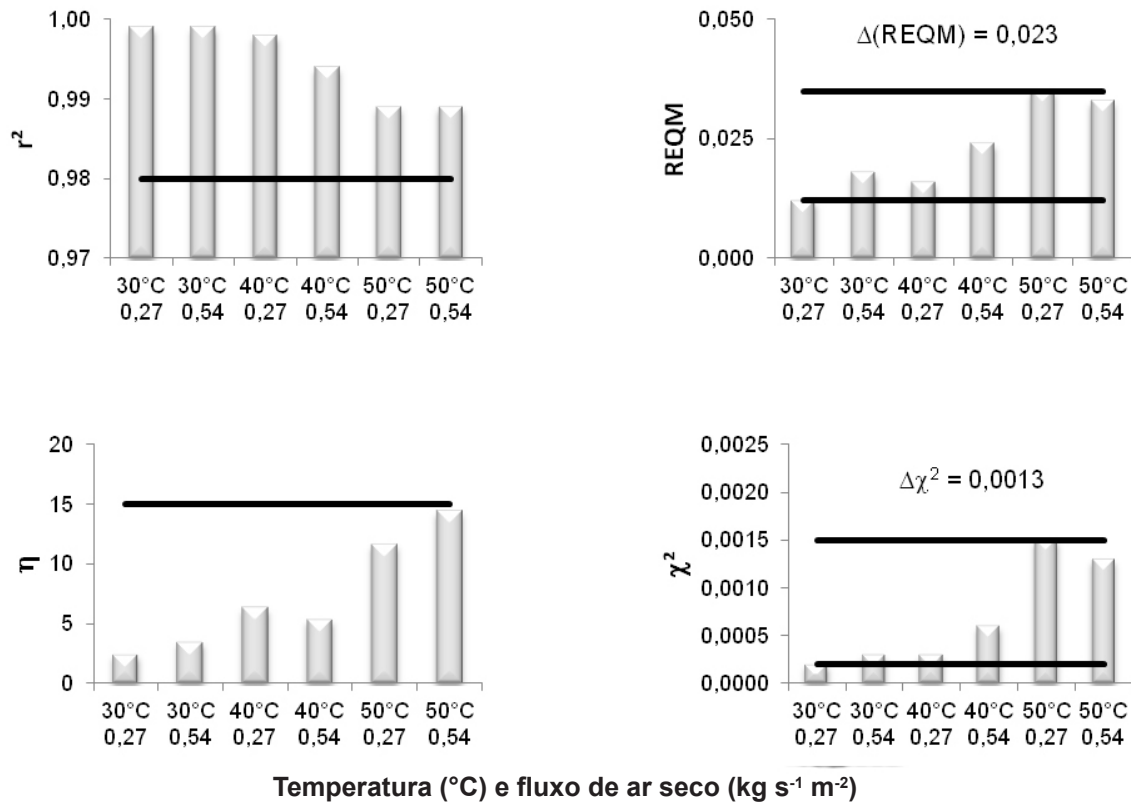 1,00
1,00
0,99
0,99
0,98
0,98
0,97
r²
30°C 30°C 40°C 40°C 50°C 50°C
0,27 0,54 0,27 0,54 0,27 0,54
0,050
0,025
0,000
REQM
Δ(REQM) = 0,023
30°C 30°C 40°C 40°C 50°C 50°C
0,27 0,54 0,27 0,54 0,27 0,54
20
15
10
5
0
η
30°C 30°C 40°C 40°C 50°C 50°C
0,27 0,54 0,27 0,54 0,27 0,54
0,0025
0,0020
0,0015
0,0010
0,0005
0,0000
χ²
Δχ² = 0,0013
30°C 30°C 40°C 40°C 50°C 50°C
0,27 0,54 0,27 0,54 0,27 0,54
Temperatura (°C) e fluxo de ar seco (kg s⁻¹ m⁻²)